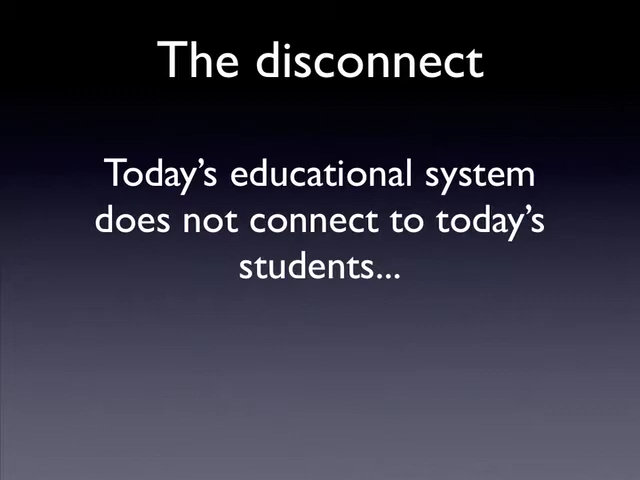 The disconnect
Today’s educational system
does not connect to today’s
students...